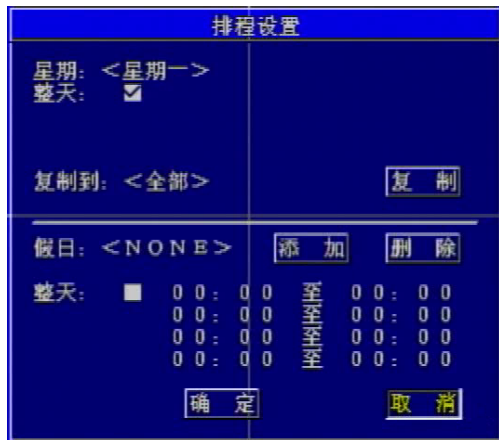 排程设置
星期: <星期一>
整天:
复制到: <全部> 复 制
假日: <NONE> 添 加 删 除
整天: 00: 00 至 00: 00
00: 00 至 00: 00
00: 00 至 00: 00
00: 00 至 00: 00
确 定 取 消